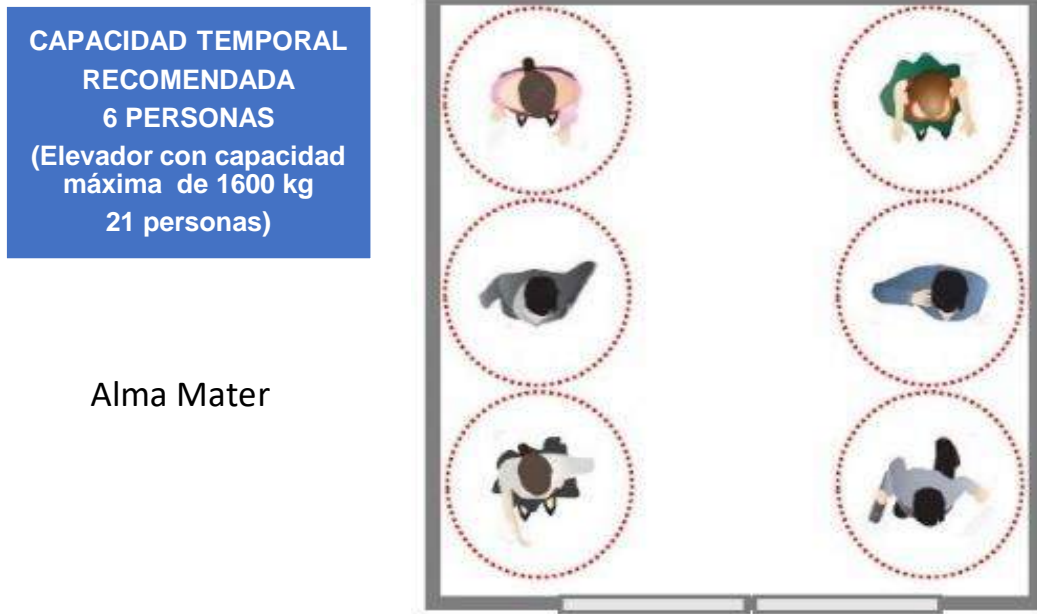 CAPACIDAD TEMPORAL
RECOMENDADA
6 PERSONAS
(Elevador con capacidad
máxima de 1600 kg
21 personas)
Alma Mater